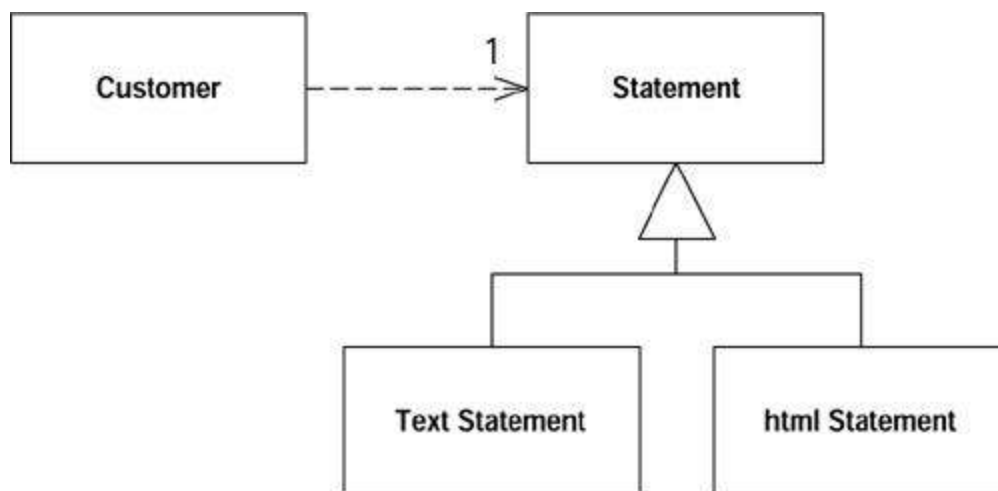 1
Customer
Statement
Text Statement
html Statement